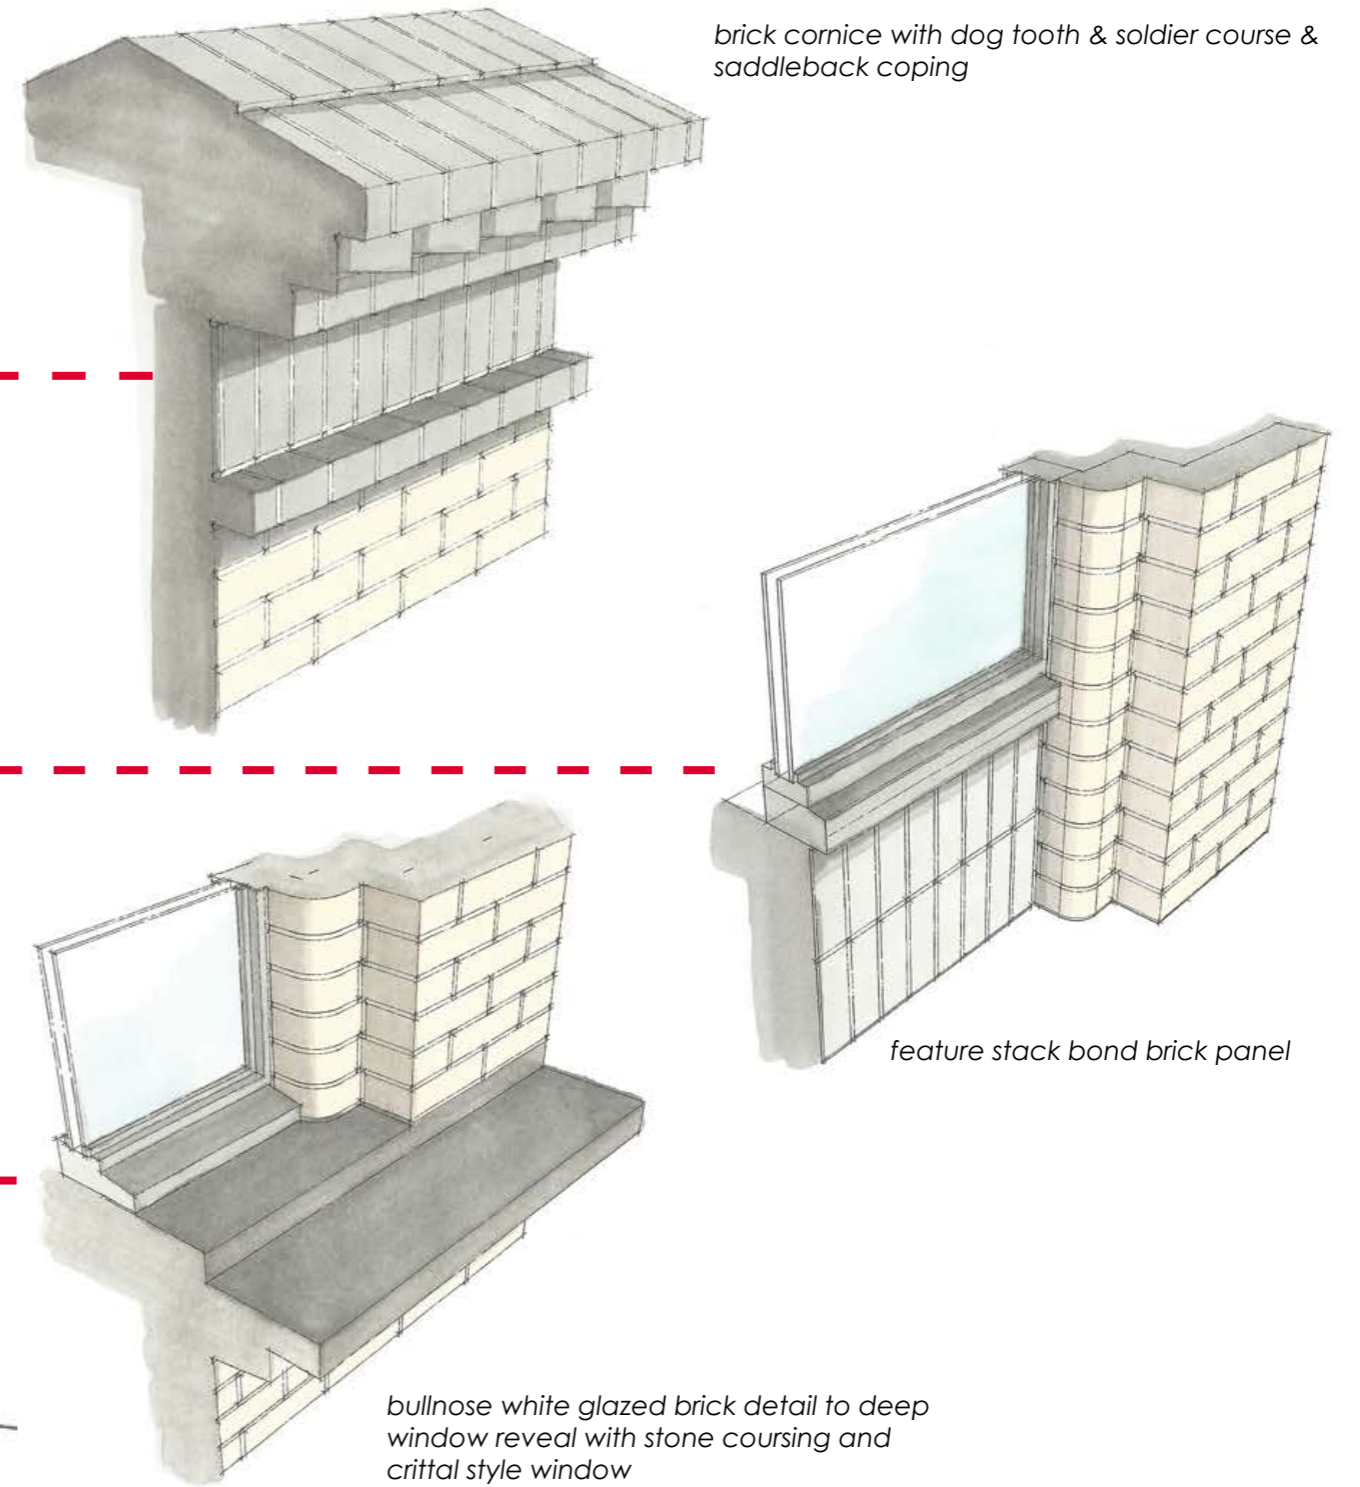 brick cornice with dog tooth & soldier course &
saddleback coping
feature stack bond brick panel
bullnose white glazed brick detail to deep
window reveal with stone coursing and
crittal style window